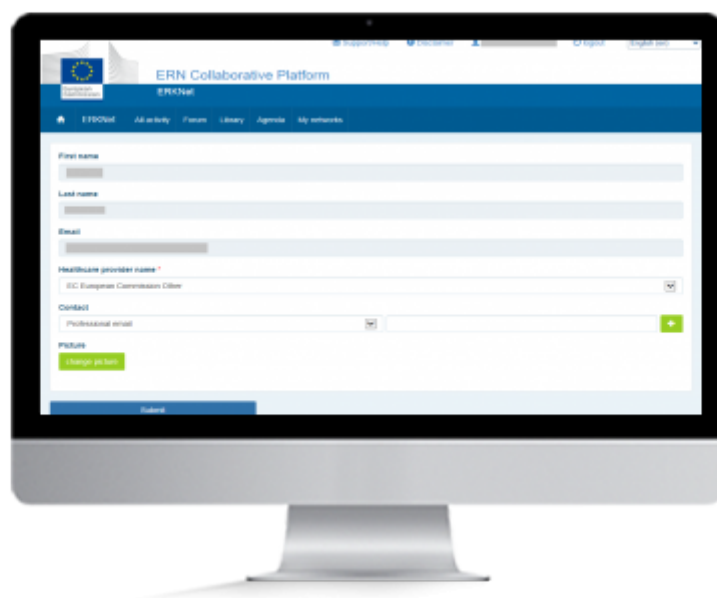 Support/Help Disclaimer logout English (en)
European Commission
ERN Collaborative Platform
ERKNet
ERKNet All activity Forum Library Agenda My networks
First name
Last name
Email
Healthcare provider name *
EC European Commission Other
Contact
Professional email
+
Picture
change picture
Submit